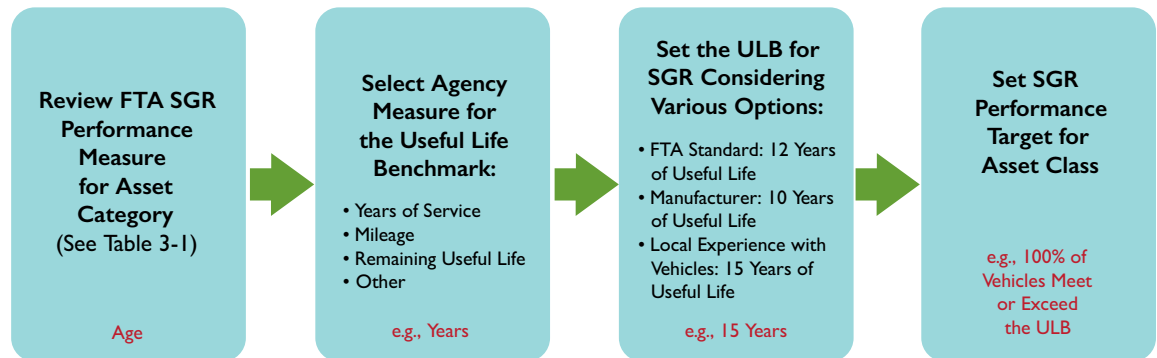 Review FTA SGR
Performance
Measure
for Asset
Category
(See Table 3-1)
Age
Select Agency
Measure for
the Useful Life
Benchmark:
• Years of Service
• Mileage
• Remaining Useful Life
• Other
e.g., Years
Set the ULB for
SGR Considering
Various Options:
• FTA Standard: 12 Years
of Useful Life
• Manufacturer: 10 Years
of Useful Life
• Local Experience with
Vehicles: 15 Years of
Useful Life
e.g., 15 Years
Set SGR
Performance
Target for
Asset Class
e.g., 100% of
Vehicles Meet
or Exceed
the ULB